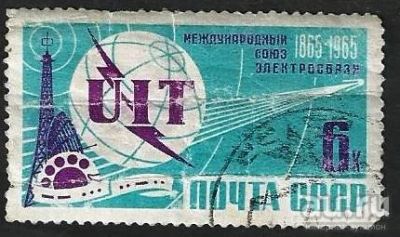 МЕЖДУНАРОДНЫЙ
СОЮЗ
ЭЛЕКТРОСВЯЗИ
1865-1965
UIT
6к
ПОЧТА СССР